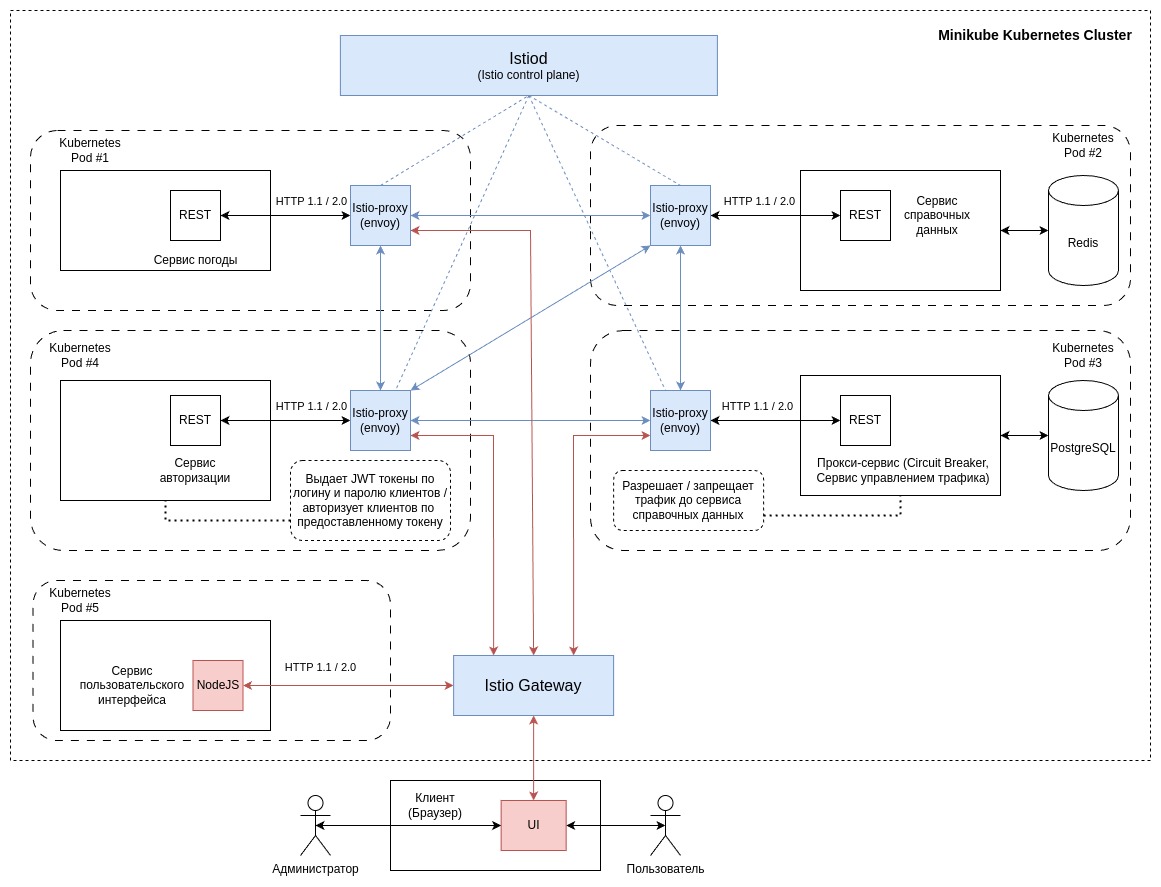 Minikube Kubernetes Cluster
Istiod
(Istio control plane)
Kubernetes
Pod #1
REST
Сервис погоды
HTTP 1.1 / 2.0
Istio-proxy
(envoy)
Kubernetes
Pod #2
Istio-proxy
(envoy)
HTTP 1.1 / 2.0
REST
Сервис
справочных
данных
Redis
Kubernetes
Pod #4
REST
Сервис
авторизации
HTTP 1.1 / 2.0
Istio-proxy
(envoy)
Выдает JWT токены по
логину и паролю клиентов /
авторизует клиентов по
предоставленному токену
Kubernetes
Pod #3
Istio-proxy
(envoy)
HTTP 1.1 / 2.0
REST
Прокси-сервис (Circuit Breaker,
Сервис управлением трафика)
PostgreSQL
Разрешает / запрещает
трафик до сервиса
справочных данных
Kubernetes
Pod #5
Сервис
пользовательского
интерфейса
NodeJS
HTTP 1.1 / 2.0
Istio Gateway
Клиент
(Браузер)
UI
Администратор
Пользователь